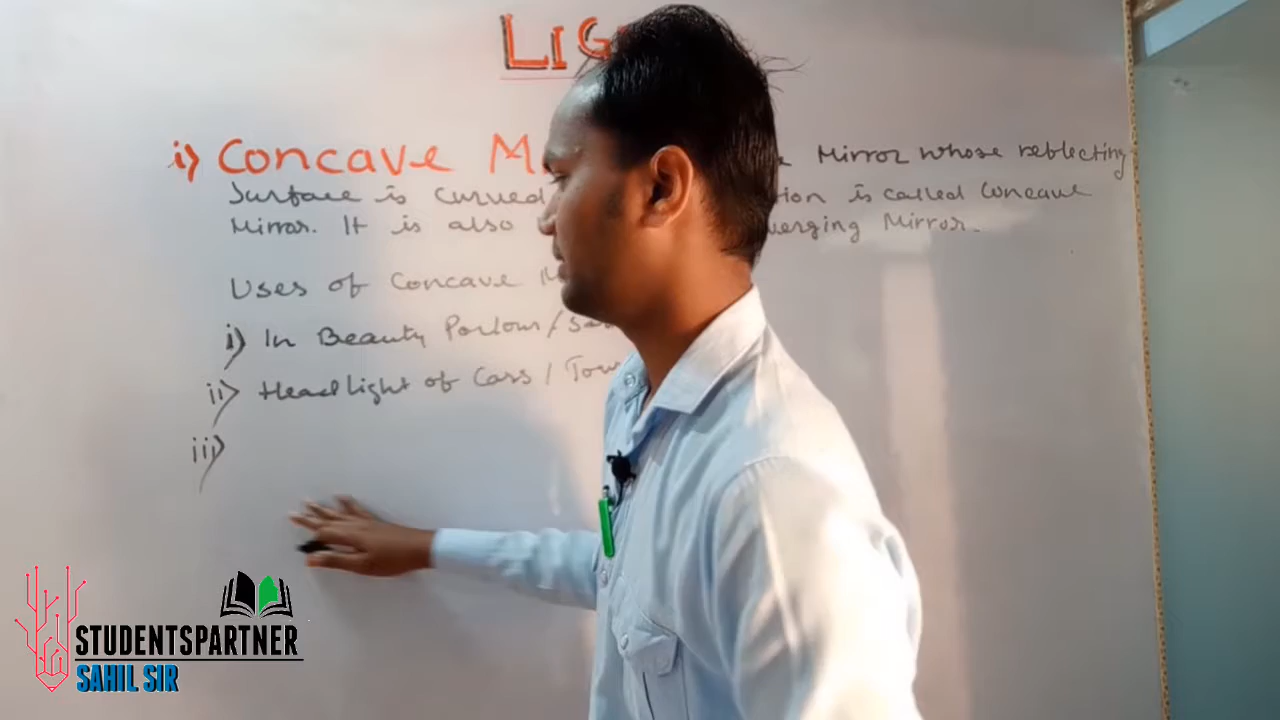 LIG
i) Concave M Mirror whose reflecting
Surface is curved tion is called Concave
Mirror. It is also verging Mirror.
Uses of Concave M
i) In Beauty Parlour/Sa
ii) Headlight of Cars / Tow
iii)
STUDENTSPARTNER
SAHIL SIR